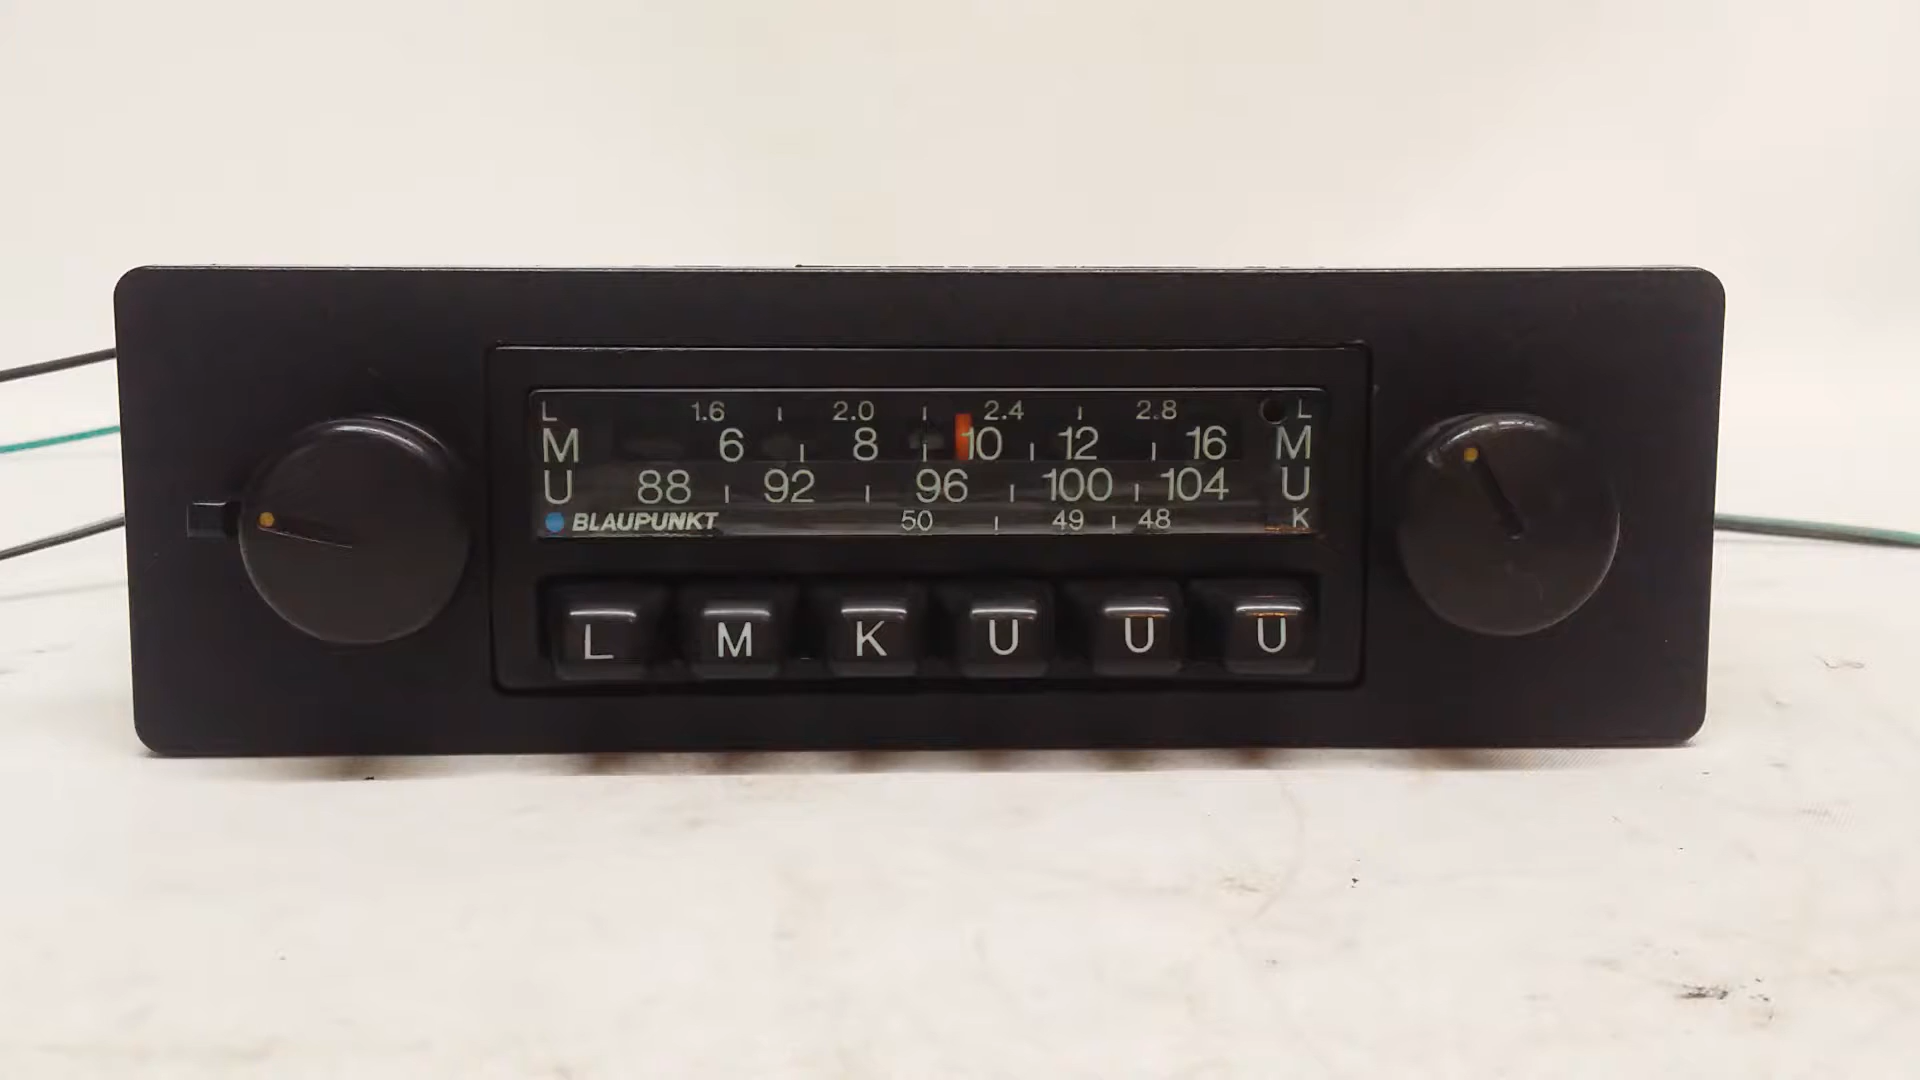 L 1.6 2.0 2.4 2.8 L
M 6 8 10 12 16 M
U 88 92 96 100 104 U
BLAUPUNKT 50 49 48 K
L M K U U U